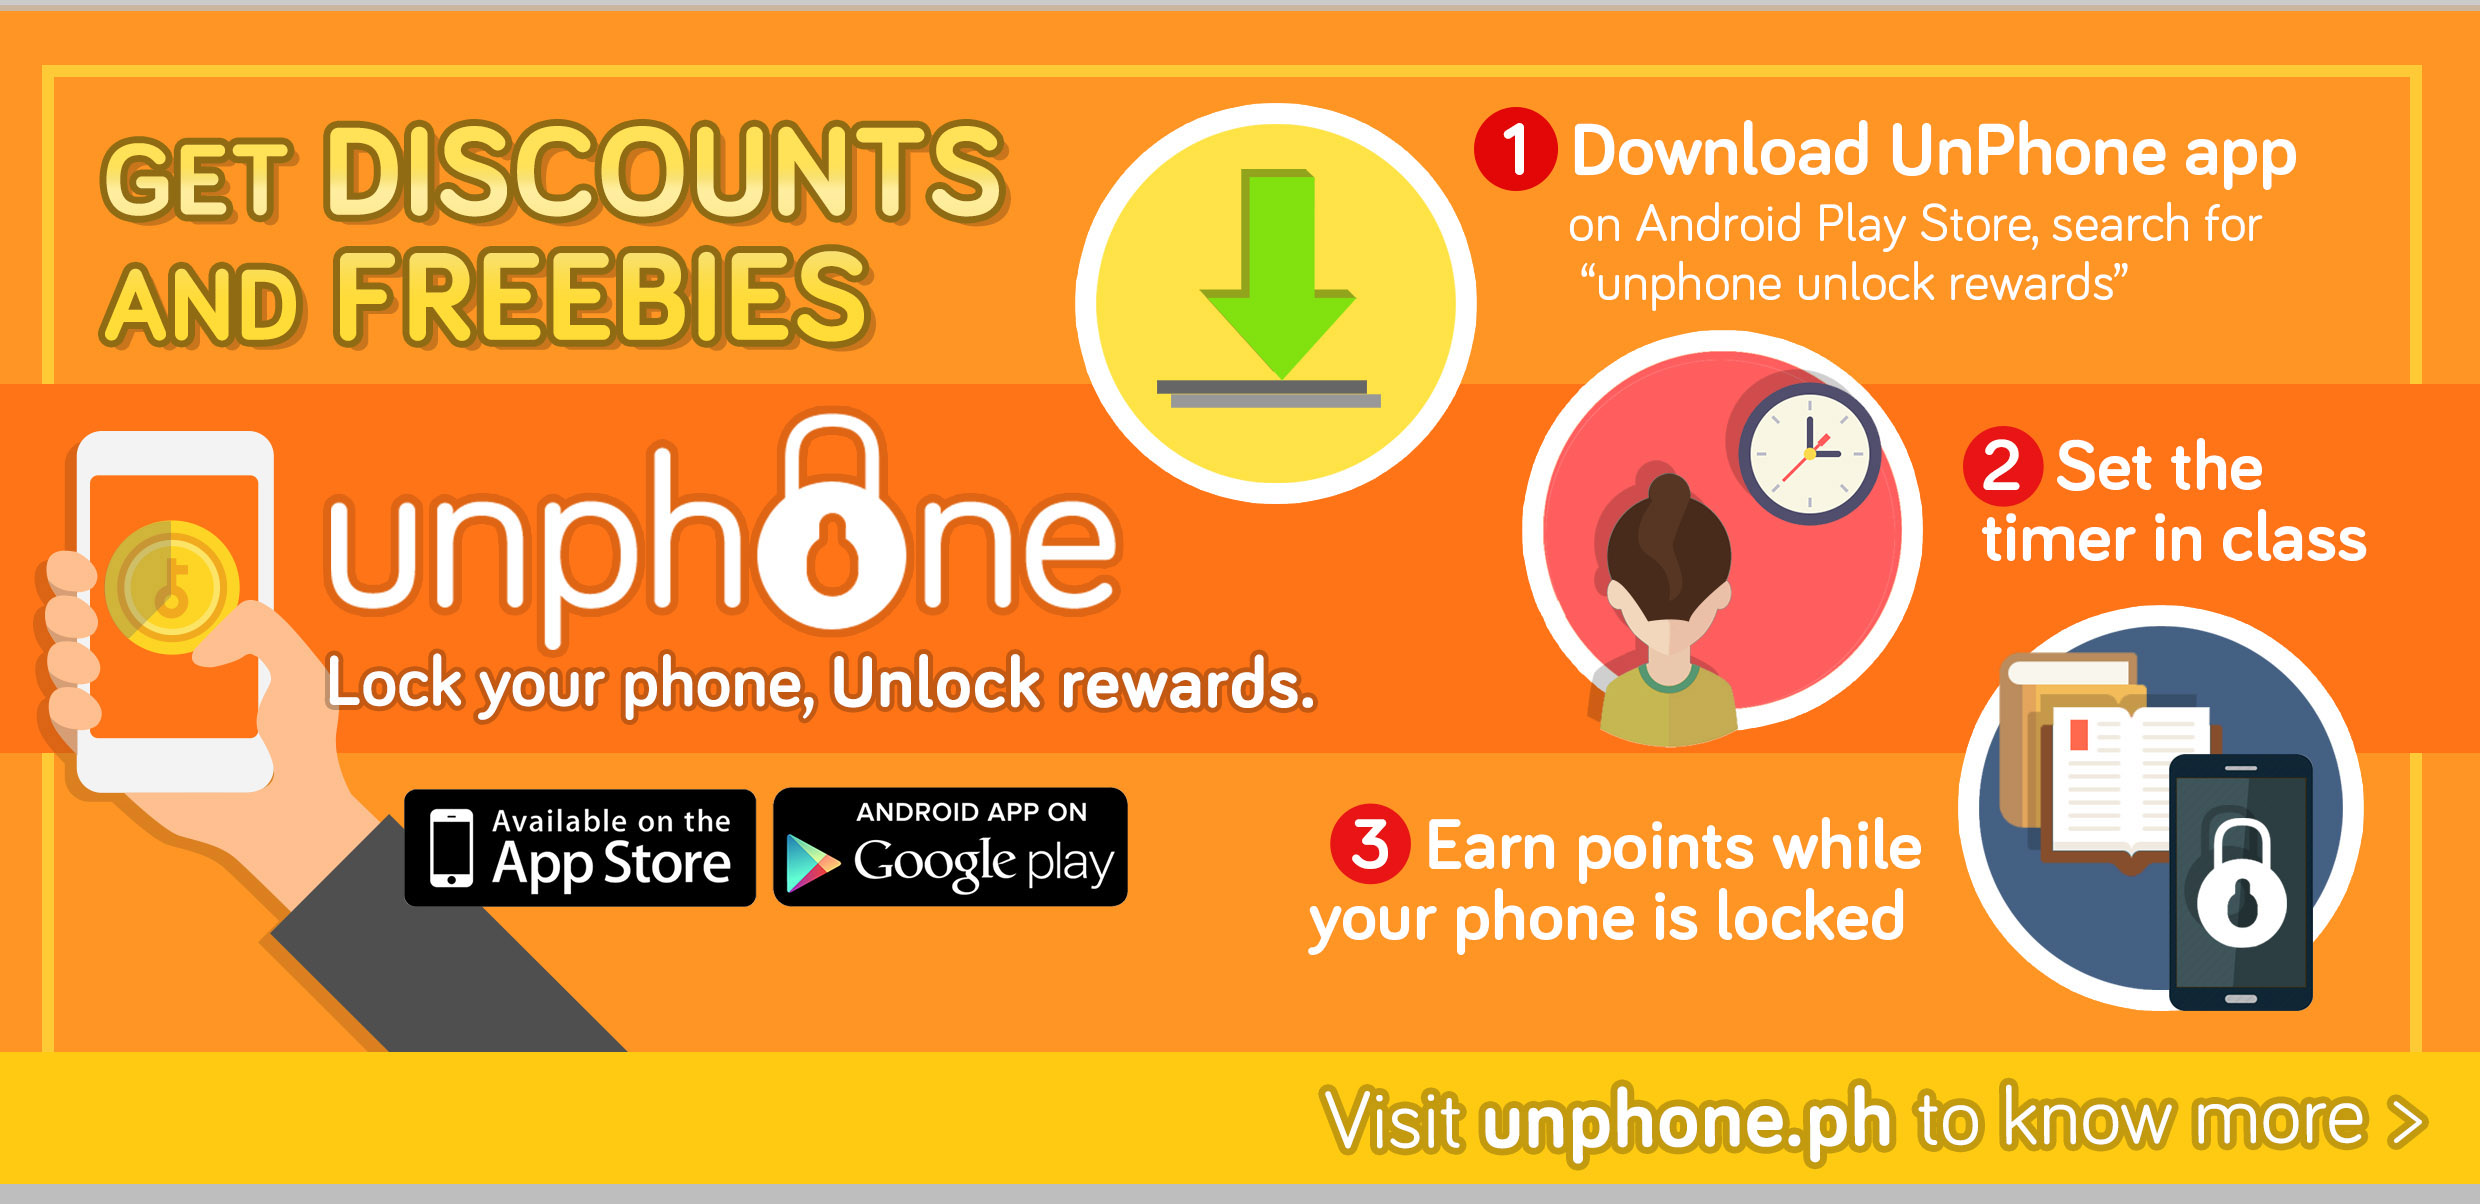 GET DISCOUNTS
AND FREEBIES
unphone
Lock your phone, Unlock rewards.
Available on the
App Store
ANDROID APP ON
Google play
1 Download UnPhone app
on Android Play Store, search for
“unphone unlock rewards”
2 Set the
timer in class
3 Earn points while
your phone is locked
Visit unphone.ph to know more >